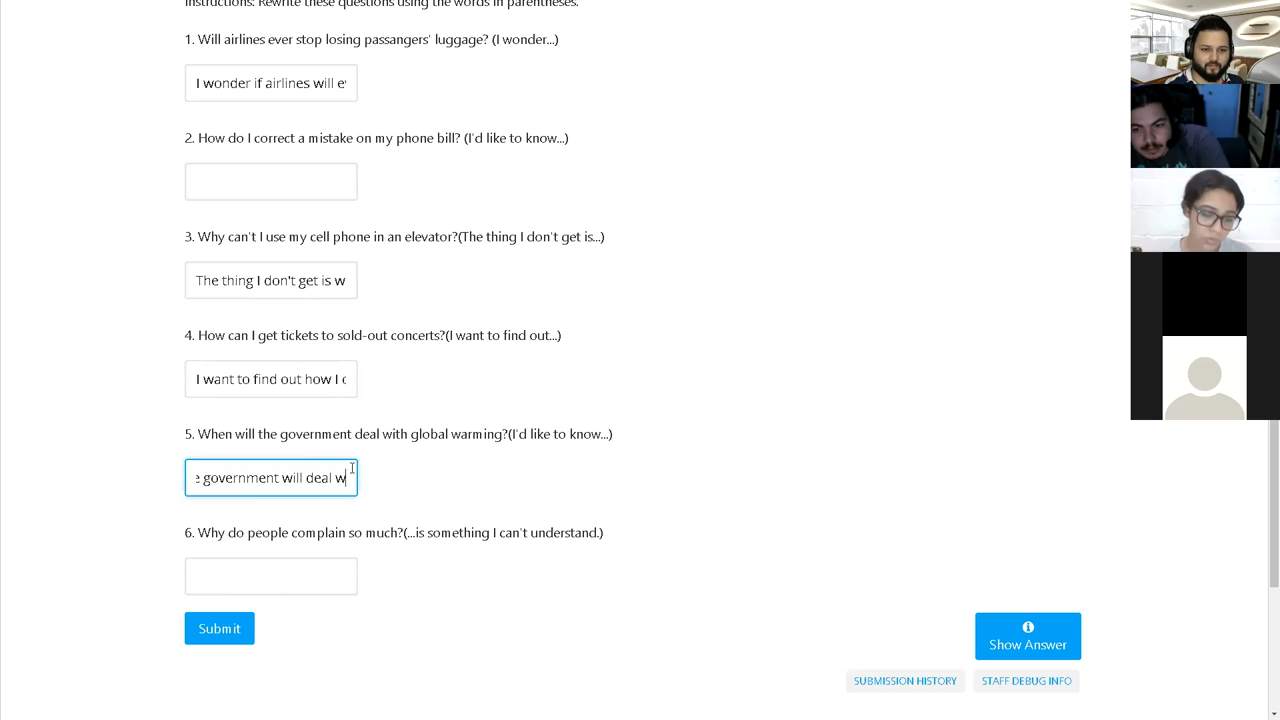 Instructions: Rewrite these questions using the words in parentheses.
1. Will airlines ever stop losing passangers' luggage? (I wonder...)
I wonder if airlines will e
2. How do I correct a mistake on my phone bill? (I'd like to know...)
3. Why can't I use my cell phone in an elevator?(The thing I don't get is...)
The thing I don't get is w
4. How can I get tickets to sold-out concerts?(I want to find out...)
I want to find out how I c
5. When will the government deal with global warming?(I'd like to know...)
e government will deal w
6. Why do people complain so much?(...is something I can't understand.)
Submit
Show Answer
SUBMISSION HISTORY
STAFF DEBUG INFO